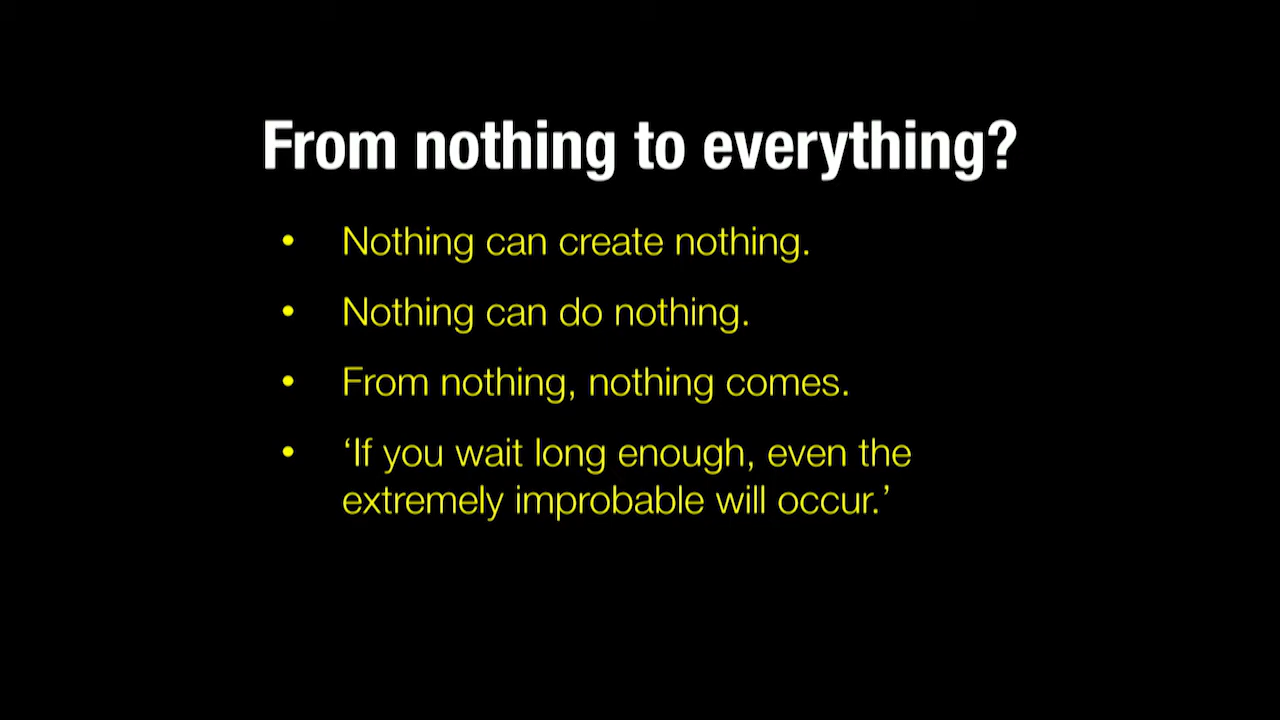 From nothing to everything?
• Nothing can create nothing.
• Nothing can do nothing.
• From nothing, nothing comes.
• ‘If you wait long enough, even the
extremely improbable will occur.’